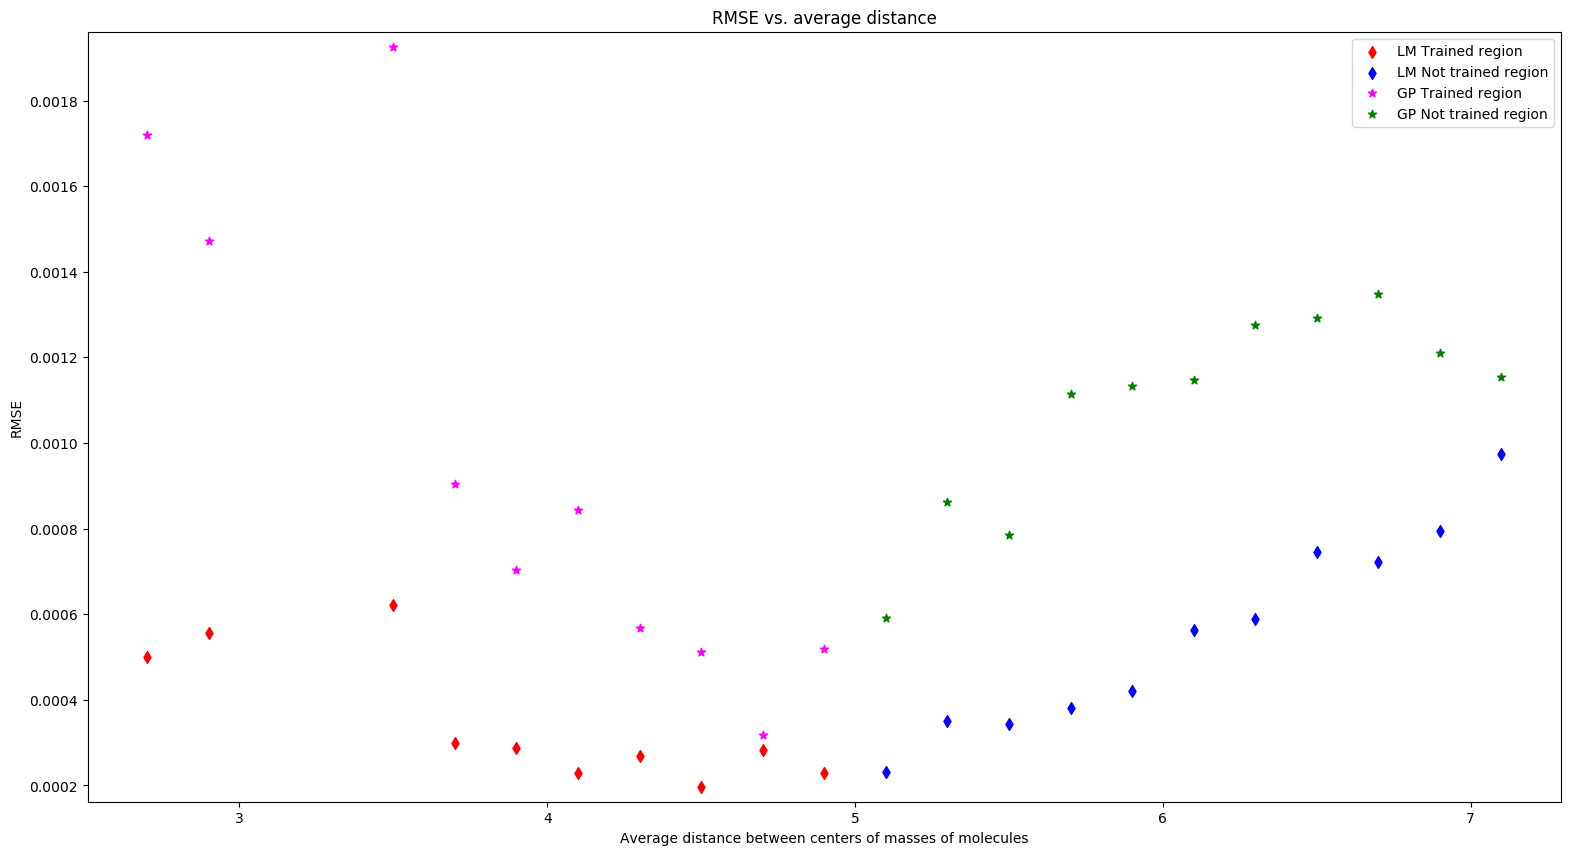 RMSE vs. average distance
LM Trained region
LM Not trained region
GP Trained region
GP Not trained region
RMSE
0.0018
0.0016
0.0014
0.0012
0.0010
0.0008
0.0006
0.0004
0.0002
3
4
5
6
7
Average distance between centers of masses of molecules